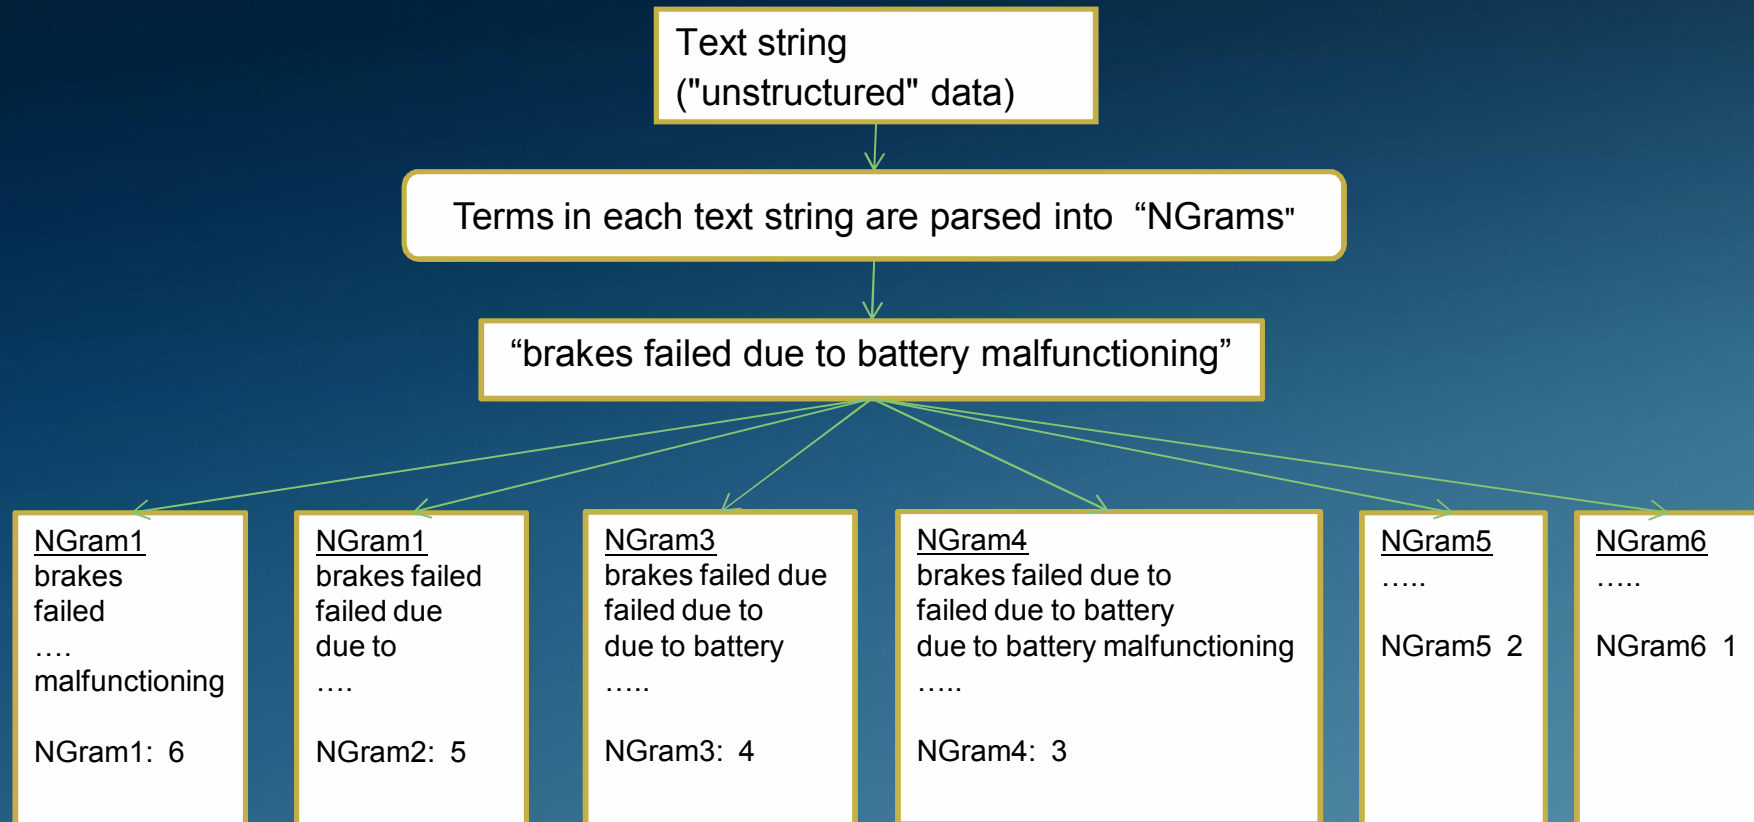 Text string
("unstructured" data)
Terms in each text string are parsed into “NGrams"
“brakes failed due to battery malfunctioning”
NGram1
brakes
failed
….
malfunctioning
NGram1: 6
NGram1
brakes failed
failed due
due to
….
NGram2: 5
NGram3
brakes failed due
failed due to
due to battery
…..
NGram3: 4
NGram4
brakes failed due to
failed due to battery
due to battery malfunctioning
…..
NGram4: 3
NGram5
…..
NGram5 2
NGram6
…..
NGram6 1